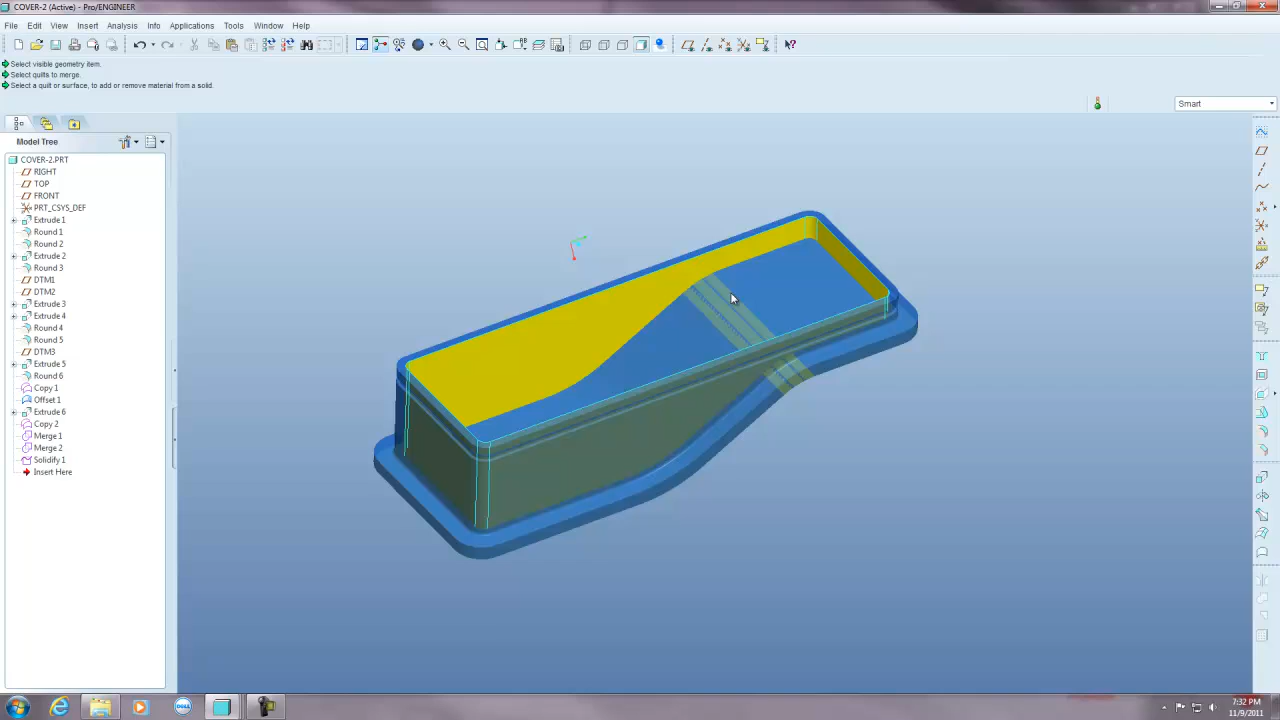 COVER-2 (Active) - Pro/ENGINEER
File Edit View Insert Analysis Info Applications Tools Window Help
Select visible geometry item.
Select quilts to merge.
Select a quilt or surface, to add or remove material from a solid.
Smart
Model Tree
COVER-2.PRT
RIGHT
TOP
FRONT
PRT_CSYS_DEF
Extrude 1
Round 1
Round 2
Extrude 2
Round 3
DTM1
DTM2
Extrude 3
Extrude 4
Round 4
Round 5
DTM3
Extrude 5
Round 6
Copy 1
Offset 1
Extrude 6
Copy 2
Merge 1
Merge 2
Solidify 1
Insert Here
DELL
7:32 PM
11/9/2011